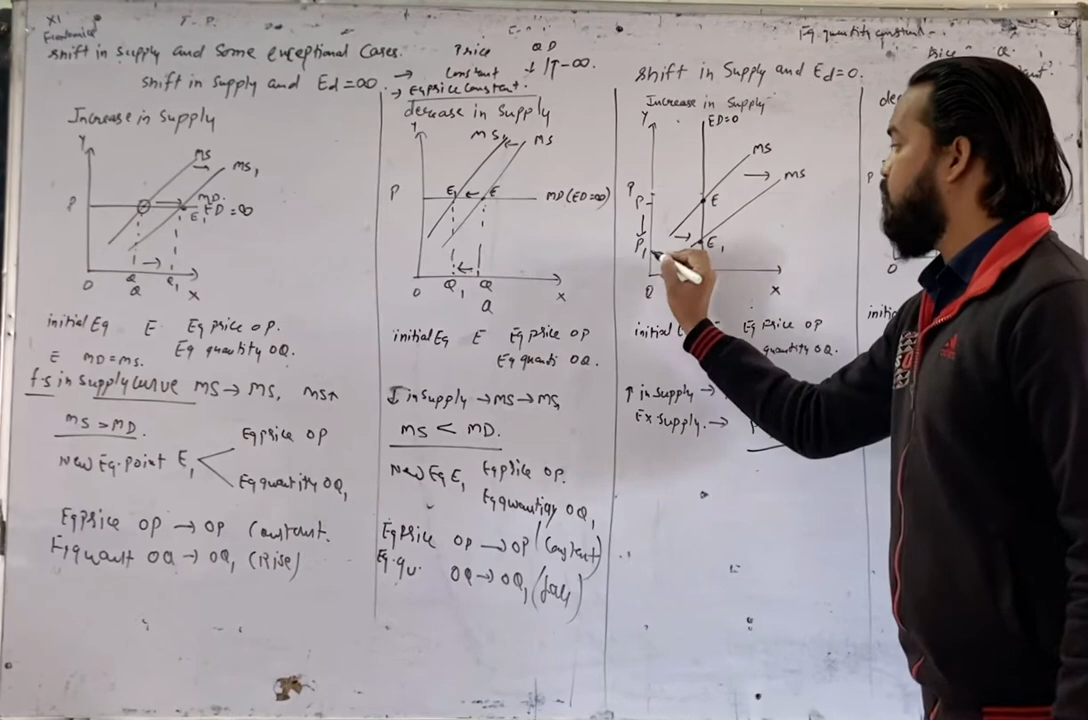 XI
Economics
T.P.
shift in supply and Some exceptional Cases.
Price QD
shift in supply and Ed=∞ → Constant ↓/↑-∞.
→ Eq price constant.
Increase in Supply
Y
MS
→ MS1
P
MD.
E1 ED=∞
O
Q → Q1
Q
X
initial Eq E Eq price OP.
Eq quantity OQ.
E MD=MS.
f.s in supply curve MS → MS1 MS↑
MS > MD.
New Eq. point E1 Eq price OP
Eq quantity OQ1
Eq Price OP → OP Constant.
Eq quant OQ → OQ1 (Rise)
decrease in supply
Y
MS ← MS
P
E1 ← E
MD (ED=∞)
O
Q1 ← Q
Q
X
initial Eq E Eq price OP
Eq quanti OQ.
↓ in supply → MS → MS1
MS < MD.
New Eq E1 Eq price OP.
Eq quantity OQ1
Eq Price OP → OP (Constant)
Eq. qu. OQ → OQ1 (fall)
Eq. quantity constant
Price Q.
shift in Supply and Ed=0.
Increase in Supply
Y
ED=0
MS
→ MS
P
P
↓
P1
E
→ E1
Q
X
initial
Eq Price OP
quantity OQ.
↑ in supply →
Ex supply. →
P